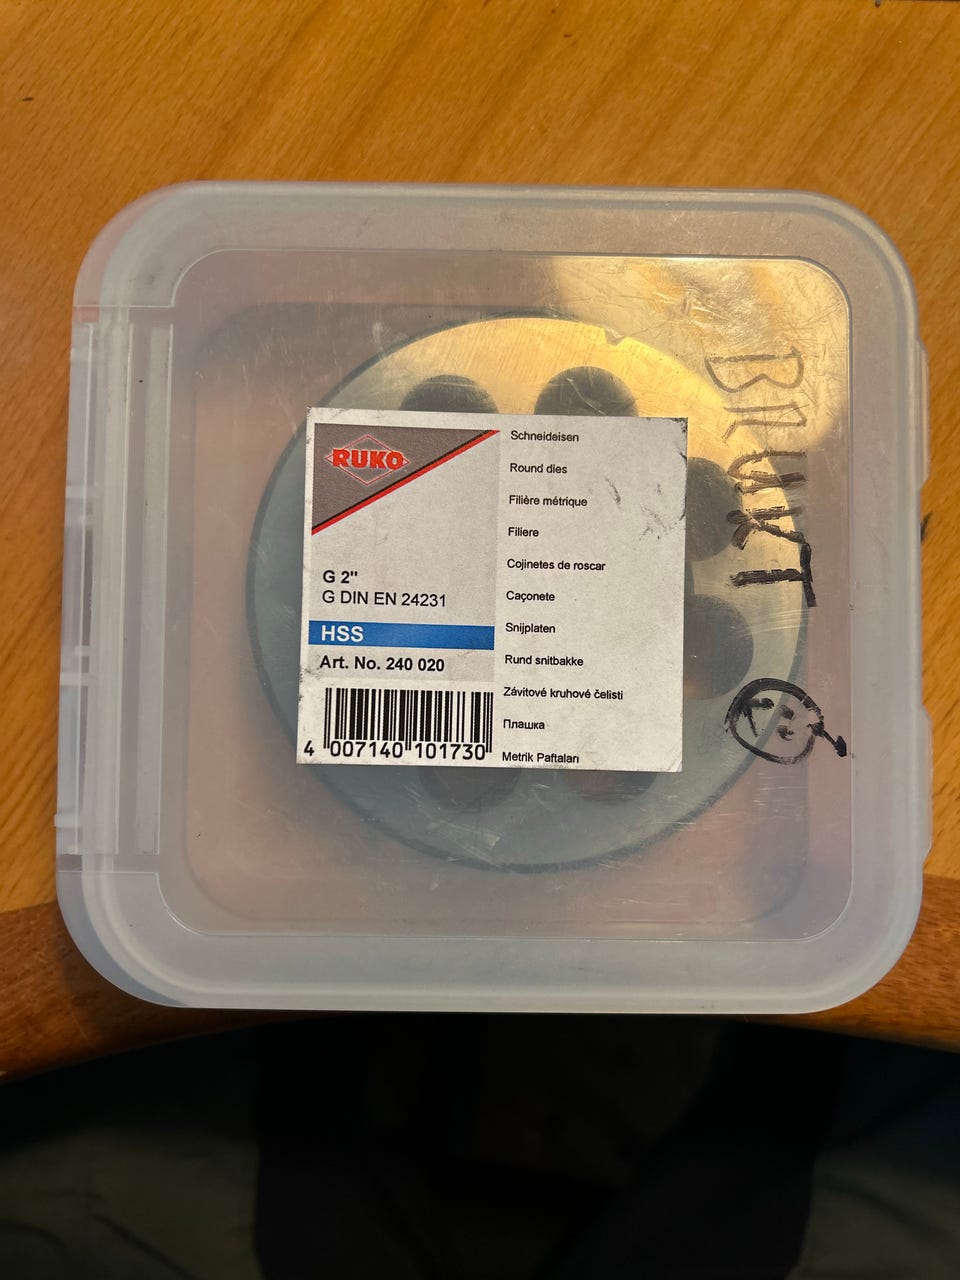 RUKO
G 2"
G DIN EN 24231
HSS
Art. No. 240 020
4 007140 101730
Schneideisen
Round dies
Filière métrique
Filiere
Cojinetes de roscar
Caçonete
Snijplaten
Rund snitbakke
Závitové kruhové čelisti
Плашка
Metrik Paftaları
BRUKT